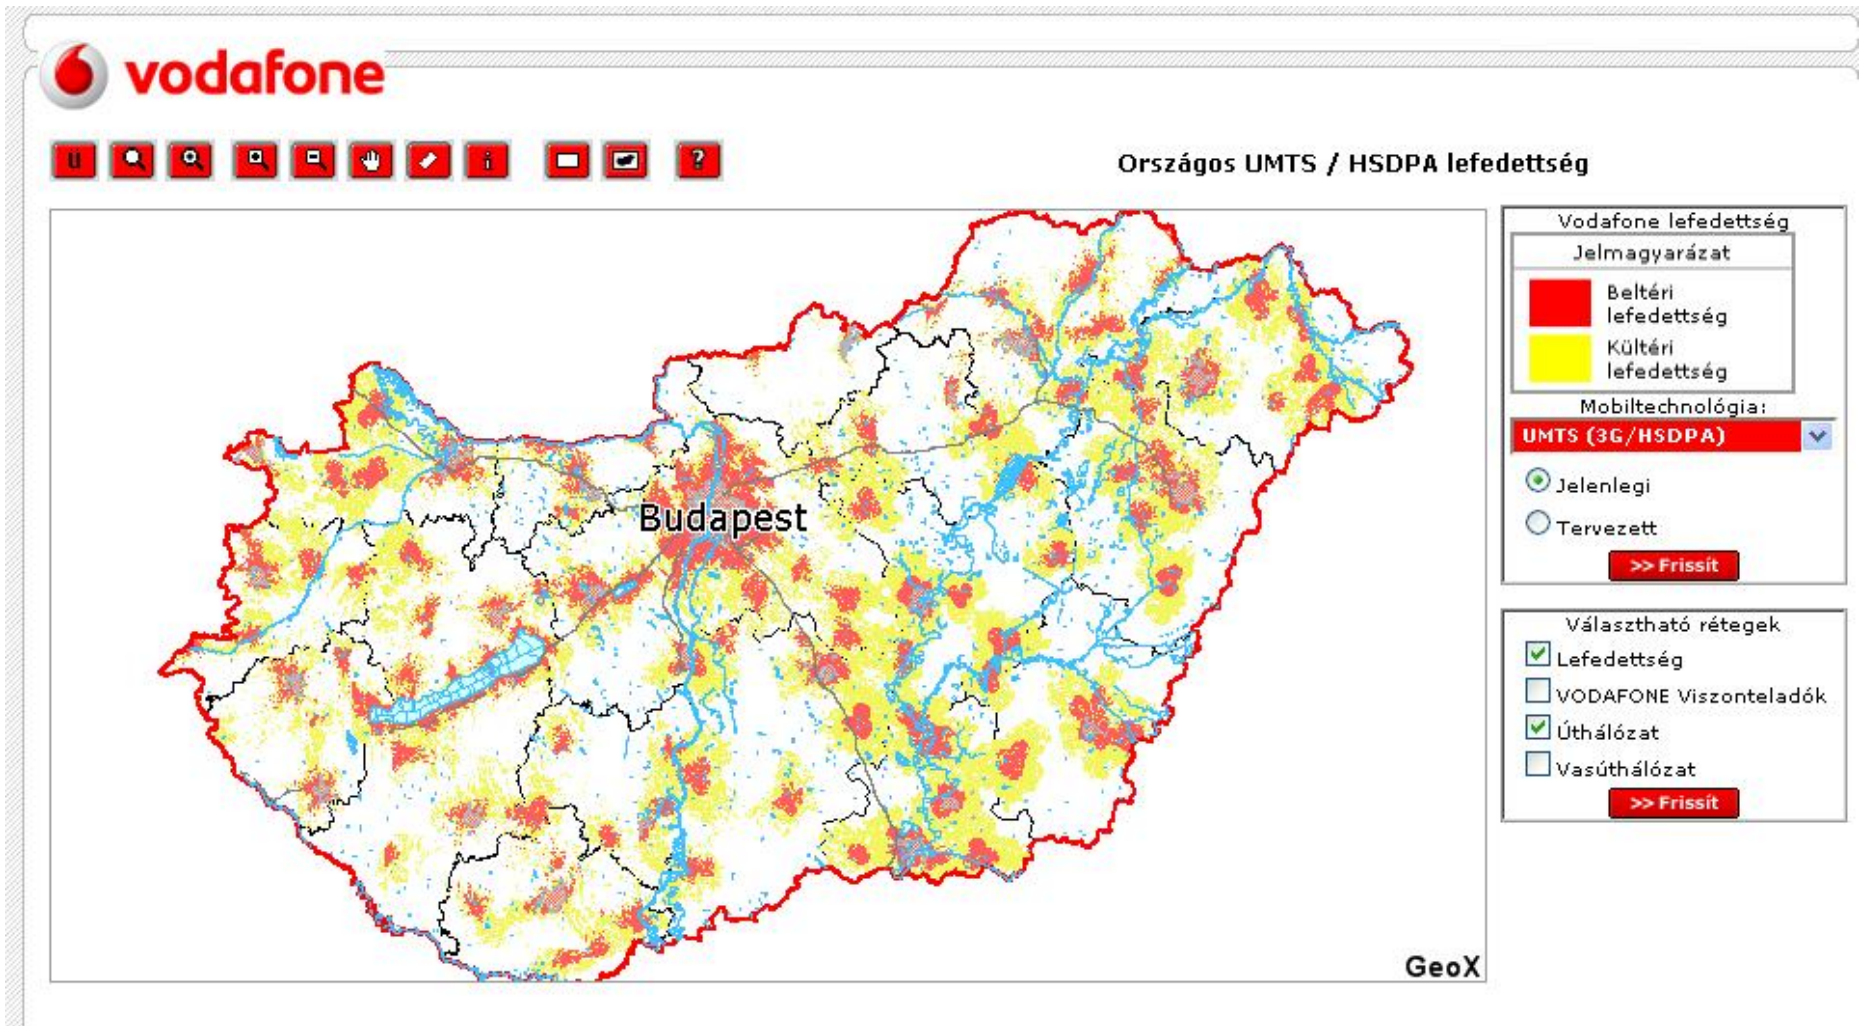 vodafone
Ü
i
?
Országos UMTS / HSDPA lefedettség
Budapest
GeoX
Vodafone lefedettség
Jelmagyarázat
Beltéri
lefedettség
Kültéri
lefedettség
Mobiltechnológia:
UMTS (3G/HSDPA)
Jelenlegi
Tervezett
>> Frissít
Választható rétegek
Lefedettség
VODAFONE Viszonteladók
Úthálózat
Vasúthálózat
>> Frissít